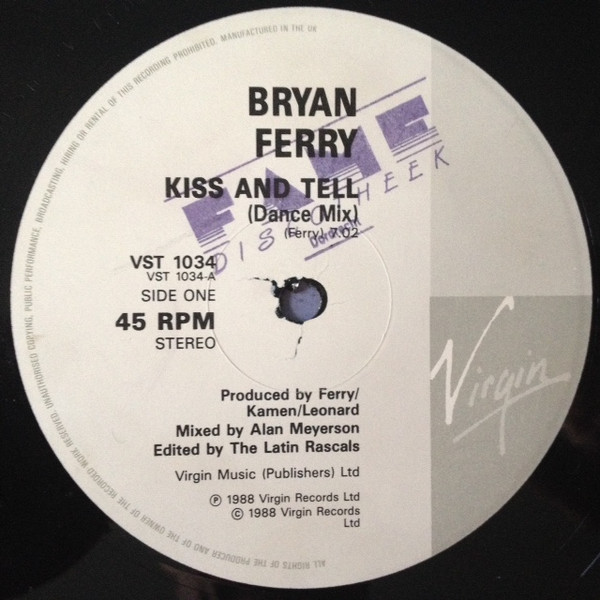 BRYAN
FERRY
KISS AND TELL
(Dance Mix)
(Ferry) 7.02
FAME
DISCOTHEEK
VST 1034
VST 1034-A
SIDE ONE
45 RPM
STEREO
Virgin
Produced by Ferry/
Kamen/Leonard
Mixed by Alan Meyerson
Edited by The Latin Rascals
Virgin Music (Publishers) Ltd
℗ 1988 Virgin Records Ltd
© 1988 Virgin Records
Ltd
ALL RIGHTS OF THE PRODUCER AND OF THE OWNER OF THE RECORDED WORK RESERVED. UNAUTHORISED COPYING, PUBLIC PERFORMANCE, BROADCASTING, HIRING OR RENTAL OF THIS RECORDING PROHIBITED. MANUFACTURED IN THE UK